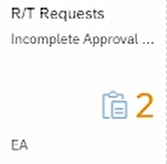 R/T Requests
Incomplete Approval ...
2
EA